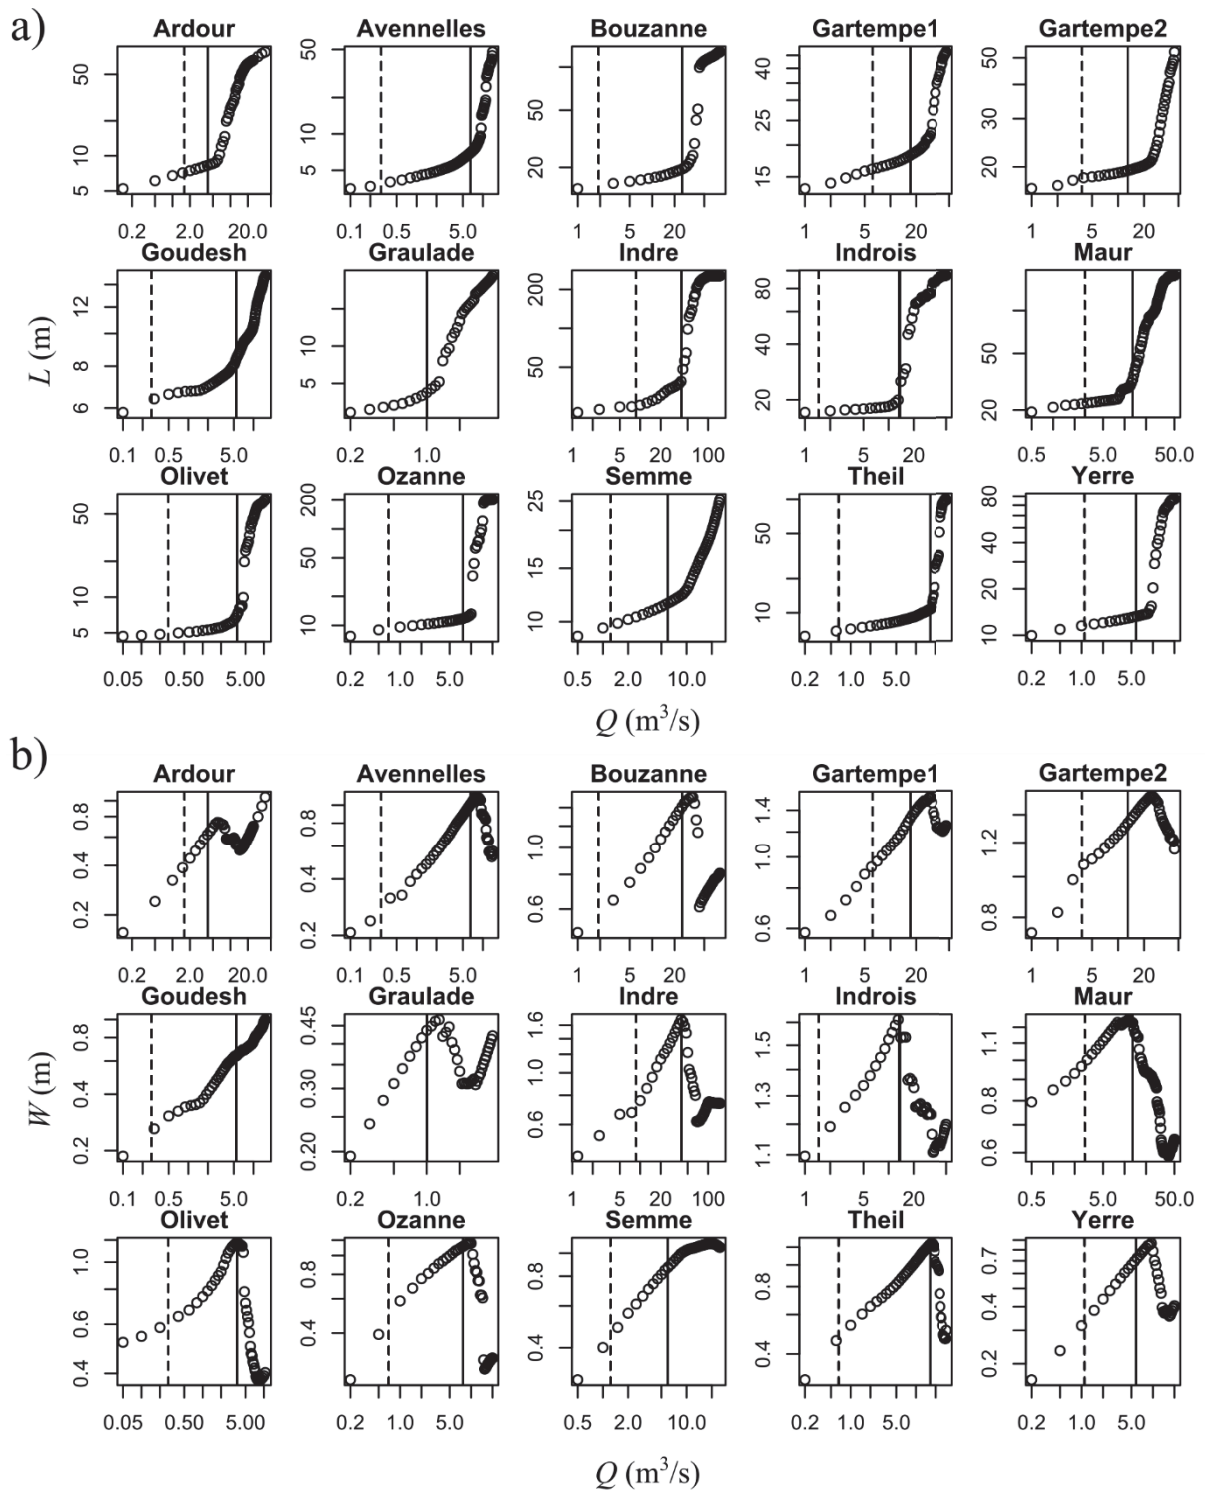 a)
Ardour Avennelles Bouzanne Gartempe1 Gartempe2
50 10 5
50 10 5
50 20
40 25 15
50 30 20
0.2 2.0 20.0 0.1 0.5 5.0 1 5 20 1 5 20 1 5 20
Goudesh Graulade Indre Indrois Maur
12 8 6
10 5
200 50
80 40 20
50 20
L (m)
0.1 0.5 5.0 0.2 1.0 1 5 20 100 1 5 20 0.5 5.0 50.0
Olivet Ozanne Semme Theil Yerre
50 10 5
200 50 10
25 15 10
50 10
80 40 20 10
0.05 0.50 5.00 0.2 1.0 5.0 0.5 2.0 10.0 0.2 1.0 5.0 0.2 1.0 5.0
Q (m³/s)
b)
Ardour Avennelles Bouzanne Gartempe1 Gartempe2
0.8 0.4 0.2
0.8 0.4 0.2
1.0 0.6
1.4 1.0 0.6
1.2 0.8
0.2 2.0 20.0 0.1 0.5 5.0 1 5 20 1 5 20 1 5 20
Goudesh Graulade Indre Indrois Maur
0.8 0.4 0.2
0.45 0.30 0.20
1.6 1.0 0.6
1.5 1.3 1.1
1.1 0.8 0.6
W (m)
0.1 0.5 5.0 0.2 1.0 1 5 20 100 1 5 20 0.5 5.0 50.0
Olivet Ozanne Semme Theil Yerre
1.0 0.6 0.4
0.8 0.4
0.8 0.4
0.8 0.4
0.7 0.4 0.2
0.05 0.50 5.00 0.2 1.0 5.0 0.5 2.0 10.0 0.2 1.0 5.0 0.2 1.0 5.0
Q (m³/s)